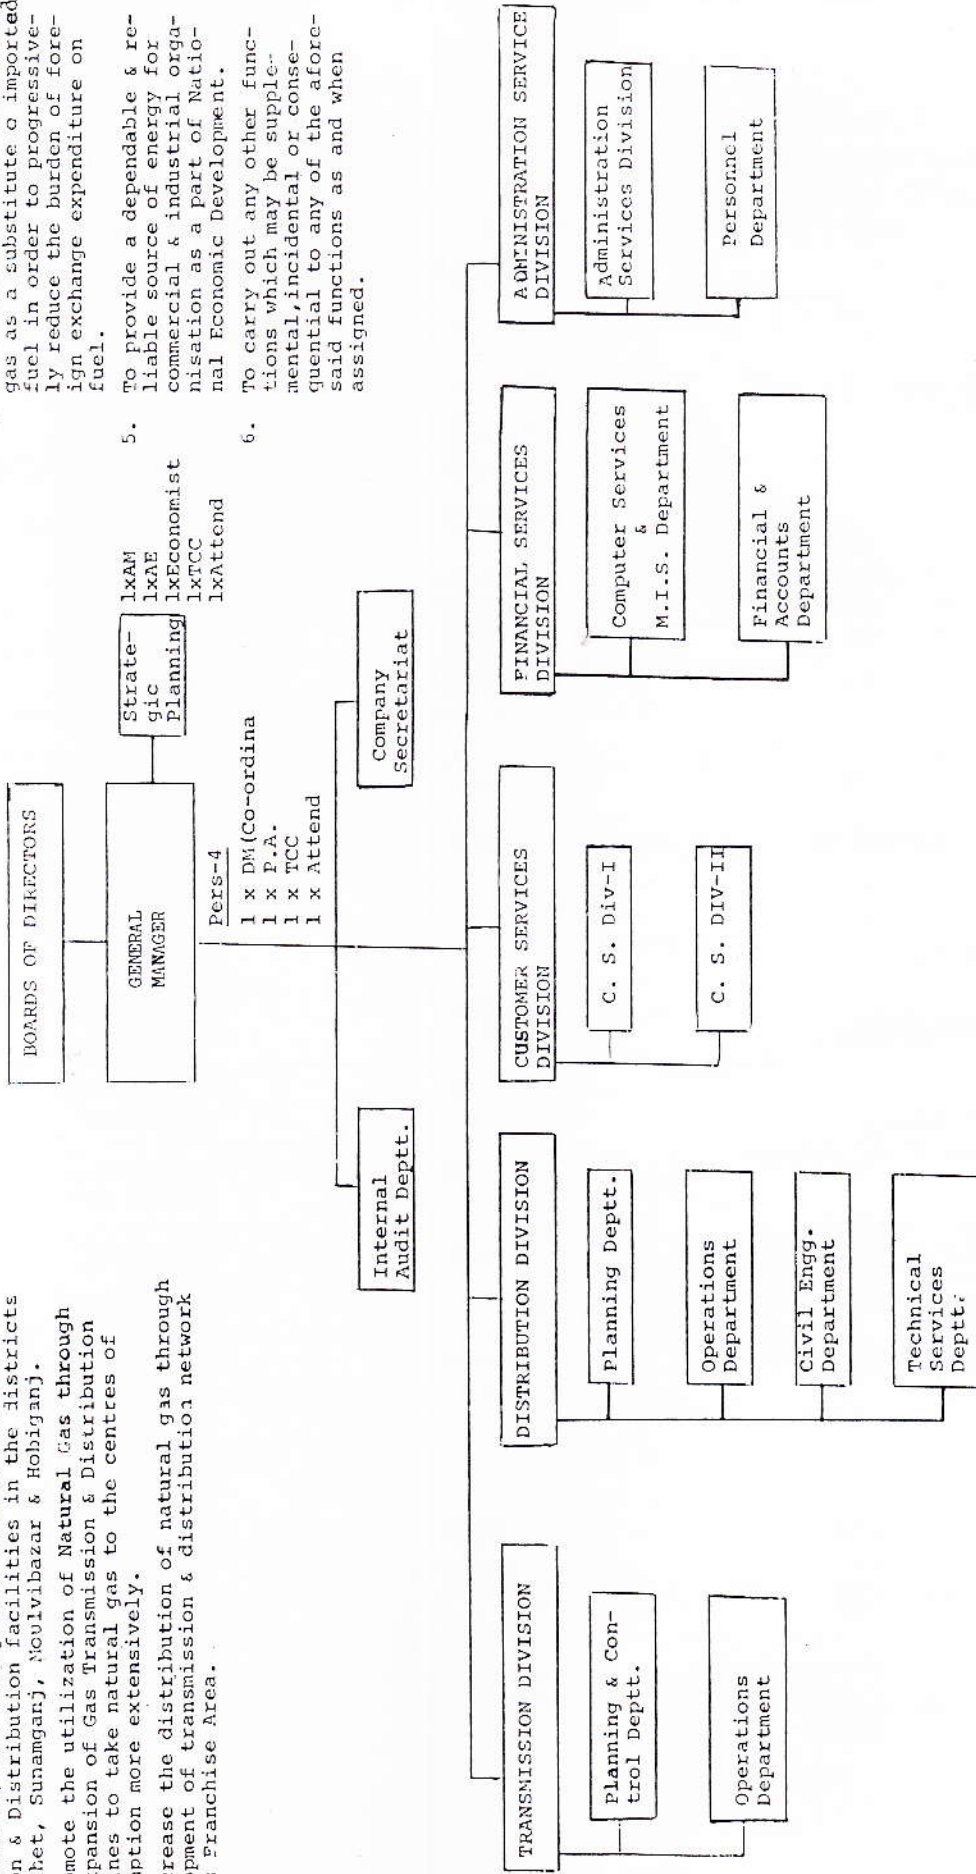 n & Distribution facilities in the districts
het, Sunamganj, Moulvibazar & Hobiganj.
mote the utilization of Natural Gas through
pansion of Gas Transmission & Distribution
nes to take natural gas to the centres of
ption more extensively.
rease the distribution of natural gas through
opment of transmission & distribution network
Franchise Area.
gas as a substitute o imported
fuel in order to progressive-
ly reduce the burden of fore-
ign exchange expenditure on
fuel.
5. To provide a dependable & re-
liable source of energy for
commercial & industrial orga-
nisation as a part of Natio-
nal Economic Development.
6. To carry out any other func-
tions which may be supple-
mental, incidental or conse-
quential to any of the afore-
said functions as and when
assigned.
BOARDS OF DIRECTORS
GENERAL
MANAGER
Strate-
gic
Planning
1xAM
1xAE
1xEconomist
1xTCC
1xAttend
Pers-4
1 x DM(Co-ordina
1 x P.A.
1 x TCC
1 x Attend
Internal
Audit Deptt.
Company
Secretariat
TRANSMISSION DIVISION
Planning & Con-
trol Deptt.
Operations
Department
DISTRIBUTION DIVISION
Planning Deptt.
Operations
Department
Civil Engg.
Department
Technical
Services
Deptt.
CUSTOMER SERVICES
DIVISION
C. S. Div-I
C. S. DIV-II
FINANCIAL SERVICES
DIVISION
Computer Services
&
M.I.S. Department
Financial &
Accounts
Department
ADMINISTRATION SERVICE
DIVISION
Administration
Services Division
Personnel
Department